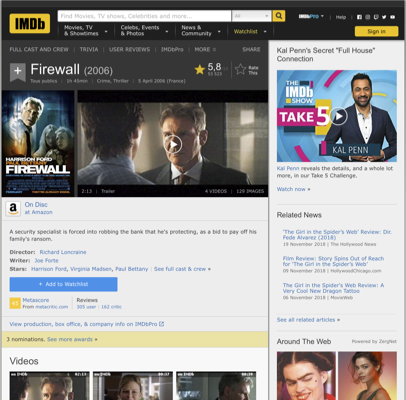 IMDb
Find Movies, TV shows, Celebrities and more...
All
Movies, TV & Showtimes
Celebs, Events & Photos
News & Community
Watchlist
IMDbPro
Help
Sign in
FULL CAST AND CREW | TRIVIA | USER REVIEWS | IMDbPro | MORE
SHARE
Firewall (2006)
Tous publics | 1h 45min | Crime, Thriller | 5 April 2006 (France)
5,8
Rate This
HARRISON FORD
PAUL BETTANY
FIREWALL
2:13 | Trailer
4 VIDEOS | 129 IMAGES
On Disc
at Amazon
A security specialist is forced into robbing the bank that he's protecting, as a bid to pay off his family's ransom.
Director: Richard Loncraine
Writer: Joe Forte
Stars: Harrison Ford, Virginia Madsen, Paul Bettany | See full cast & crew »
+ Add to Watchlist
Metascore
From metacritic.com
Reviews
305 user | 162 critic
View production, box office, & company info on IMDbPro
3 nominations. See more awards »
Videos
Kal Penn's Secret "Full House" Connection
THE IMDb SHOW
TAKE 5
KAL PENN
Kal Penn reveals the details, and a whole lot more, in our Take 5 Challenge.
Watch now »
Related News
'The Girl in the Spider's Web' Review: Dir. Fede Alvarez (2018)
19 November 2018 | The Hollywood News
Film Review: Story Spins Out of Reach for 'The Girl in the Spider's Web'
09 November 2018 | HollywoodChicago.com
The Girl in the Spider's Web Review: A Very Cool New Dragon Tattoo
06 November 2018 | MovieWeb
See all related articles »
Around The Web
Powered by ZergNet